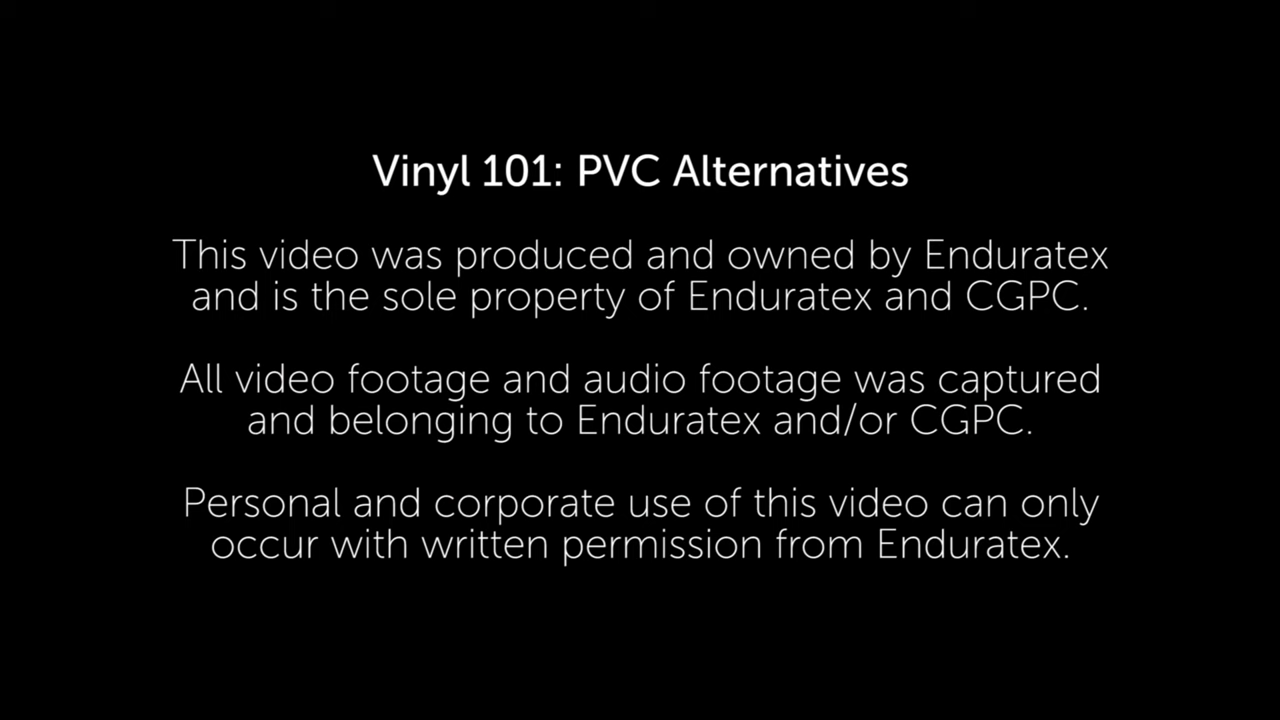 Vinyl 101: PVC Alternatives
This video was produced and owned by Enduratex
and is the sole property of Enduratex and CGPC.
All video footage and audio footage was captured
and belonging to Enduratex and/or CGPC.
Personal and corporate use of this video can only
occur with written permission from Enduratex.